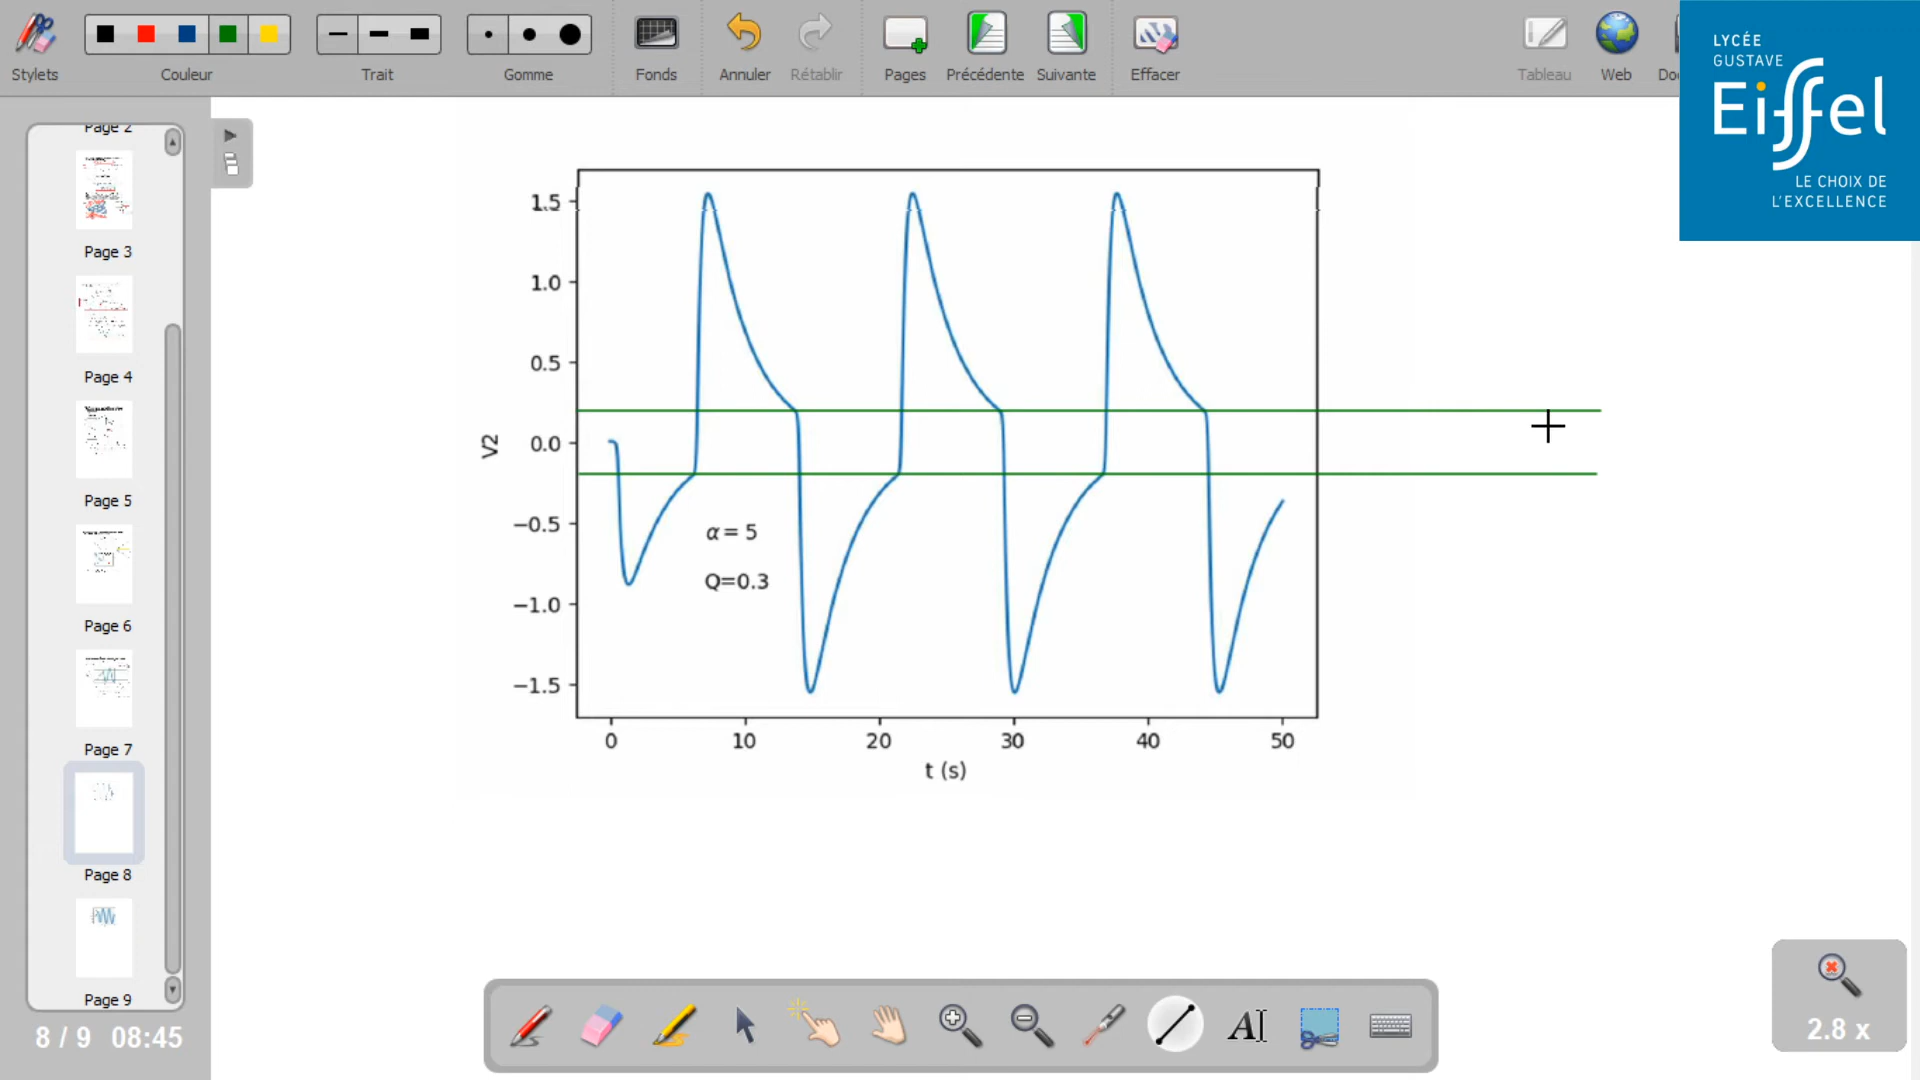 Stylets
Couleur
Trait
Gomme
Fonds
Annuler
Rétablir
Pages
Précédente
Suivante
Effacer
Tableau
Web
LYCÉE
GUSTAVE
Eiffel
LE CHOIX DE
L'EXCELLENCE
Page 2
Page 3
Page 4
Page 5
Page 6
Page 7
Page 8
Page 9
8 / 9 08:45
1.5
1.0
0.5
0.0
−0.5
−1.0
−1.5
V2
α = 5
Q=0.3
0 10 20 30 40 50
t (s)
AI
2.8 x